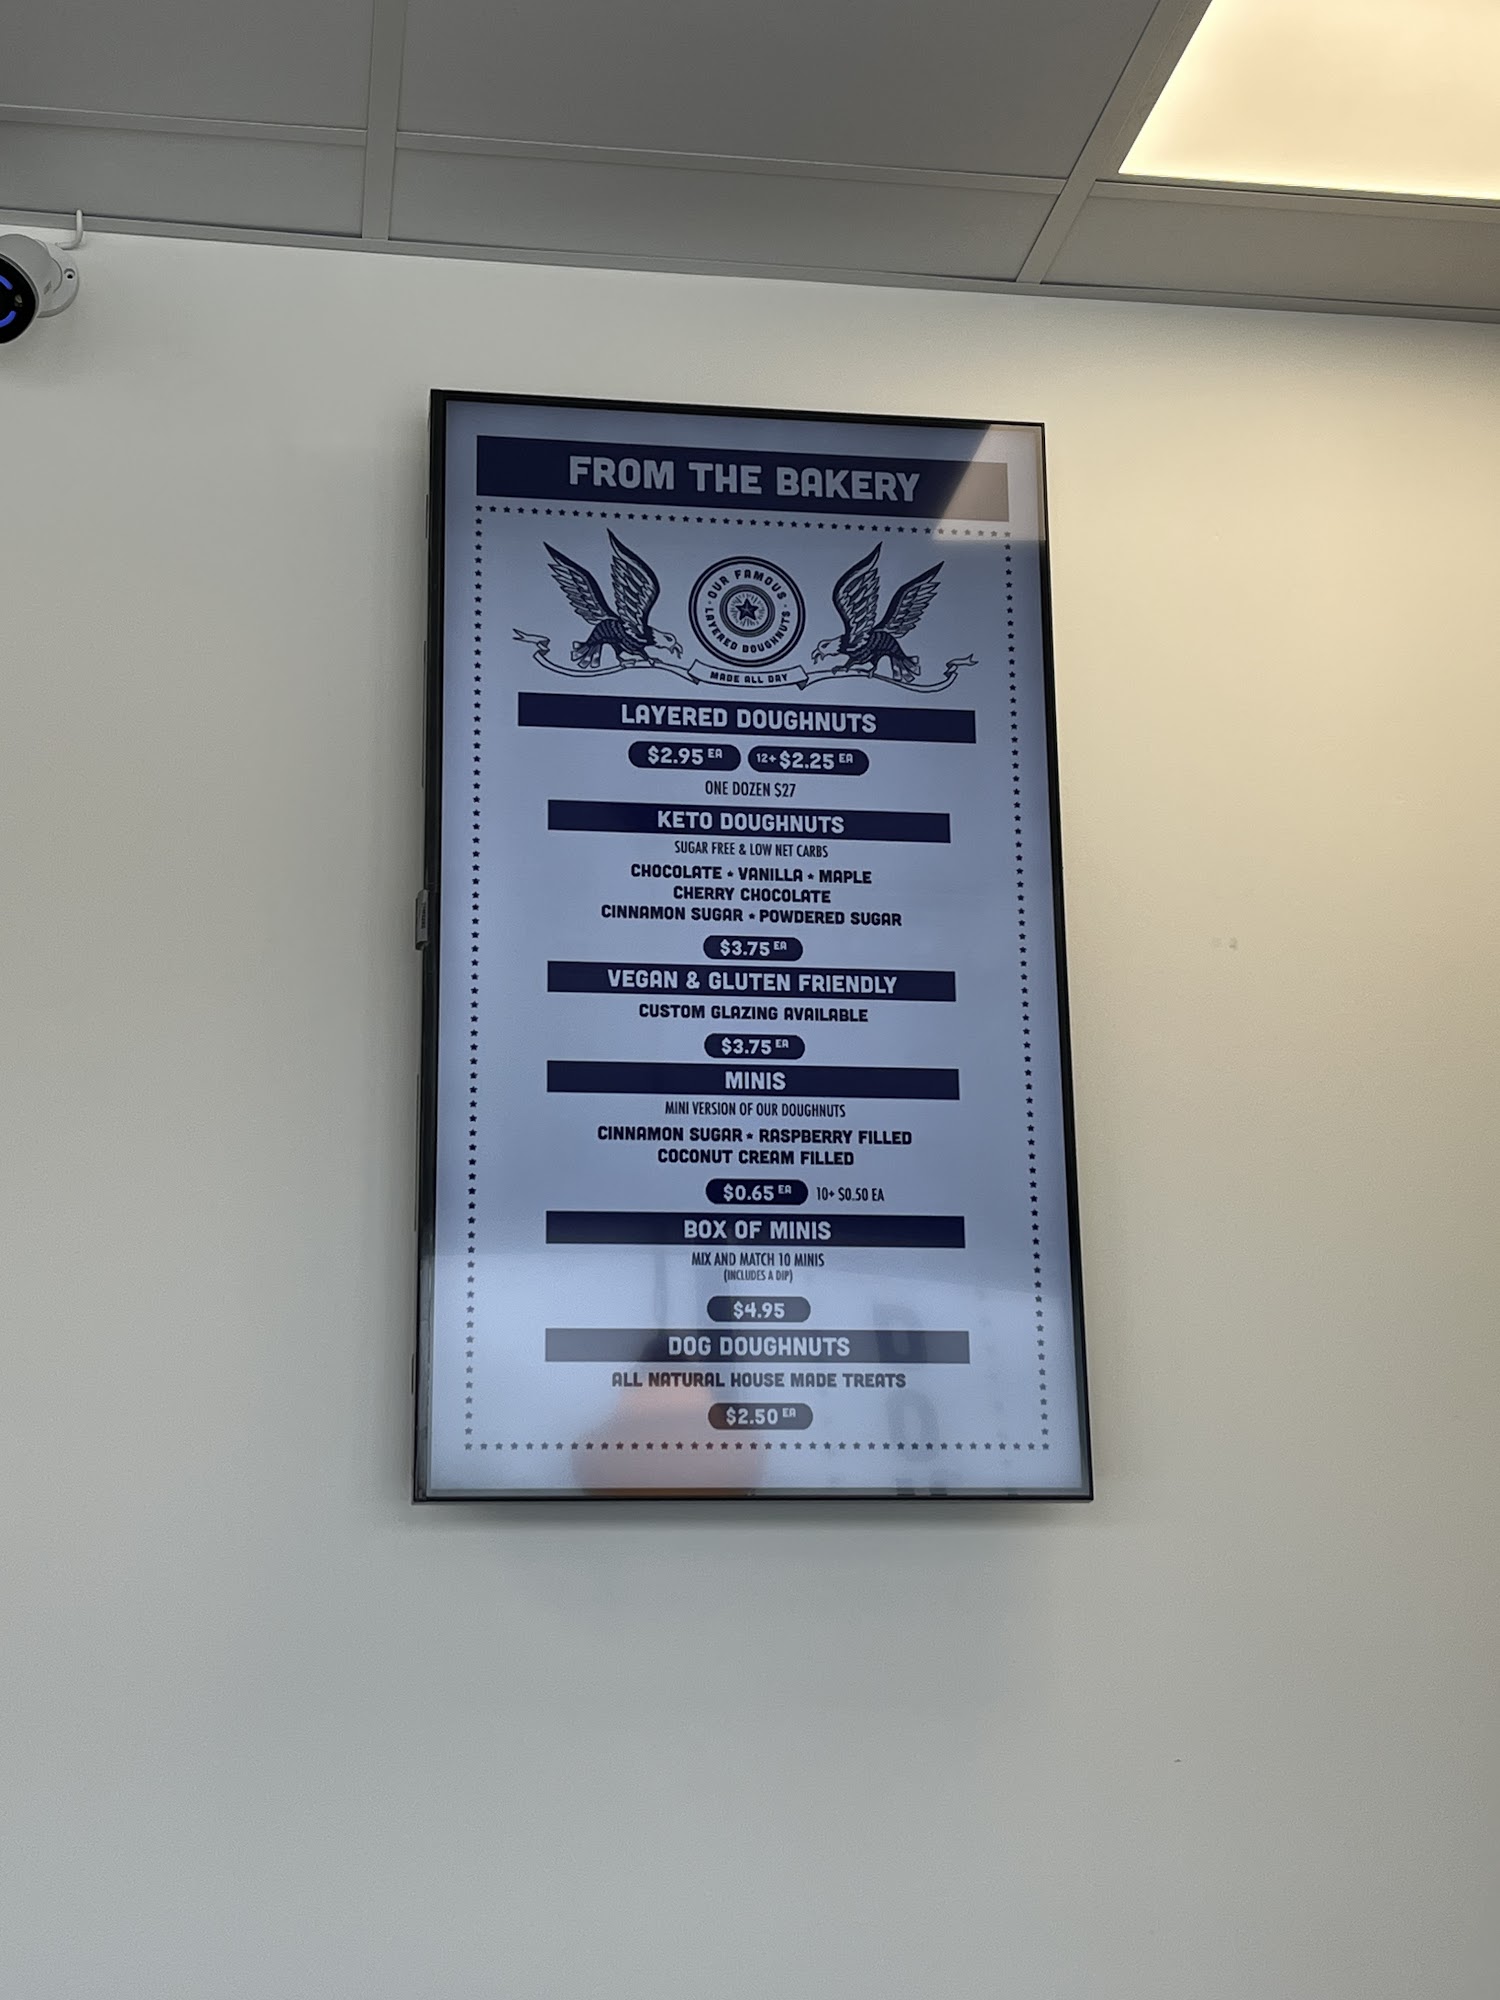 FROM THE BAKERY
OUR FAMOUS
LAYERED DOUGHNUTS
MADE ALL DAY
LAYERED DOUGHNUTS
$2.95 EA 12+ $2.25 EA
ONE DOZEN $27
KETO DOUGHNUTS
SUGAR FREE & LOW NET CARBS
CHOCOLATE ★ VANILLA ★ MAPLE
CHERRY CHOCOLATE
CINNAMON SUGAR ★ POWDERED SUGAR
$3.75 EA
VEGAN & GLUTEN FRIENDLY
CUSTOM GLAZING AVAILABLE
$3.75 EA
MINIS
MINI VERSION OF OUR DOUGHNUTS
CINNAMON SUGAR ★ RASPBERRY FILLED
COCONUT CREAM FILLED
$0.65 EA 10+ $0.50 EA
BOX OF MINIS
MIX AND MATCH 10 MINIS
(INCLUDES A DIP)
$4.95
DOG DOUGHNUTS
ALL NATURAL HOUSE MADE TREATS
$2.50 EA